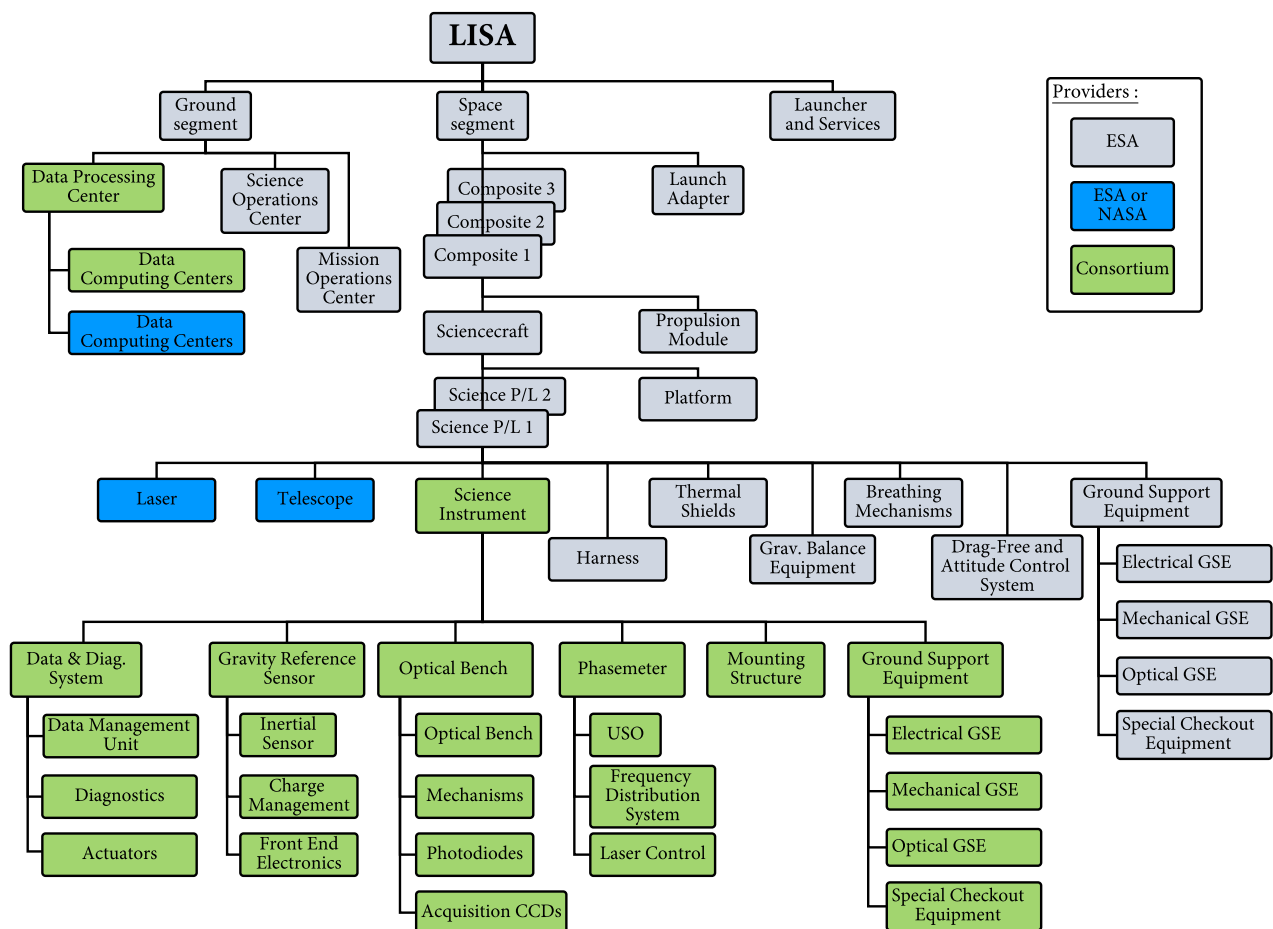 LISA
Ground
segment
Space
segment
Launcher
and Services
Providers :
ESA
ESA or
NASA
Consortium
Data Processing
Center
Science
Operations
Center
Mission
Operations
Center
Data
Computing Centers
Data
Computing Centers
Composite 3
Composite 2
Composite 1
Launch
Adapter
Sciencecraft
Propulsion
Module
Science P/L 2
Science P/L 1
Platform
Laser
Telescope
Science
Instrument
Harness
Thermal
Shields
Grav. Balance
Equipment
Breathing
Mechanisms
Drag-Free and
Attitude Control
System
Ground Support
Equipment
Electrical GSE
Mechanical GSE
Optical GSE
Special Checkout
Equipment
Data & Diag.
System
Data Management
Unit
Diagnostics
Actuators
Gravity Reference
Sensor
Inertial
Sensor
Charge
Management
Front End
Electronics
Optical Bench
Optical Bench
Mechanisms
Photodiodes
Acquisition CCDs
Phasemeter
USO
Frequency
Distribution
System
Laser Control
Mounting
Structure
Ground Support
Equipment
Electrical GSE
Mechanical GSE
Optical GSE
Special Checkout
Equipment